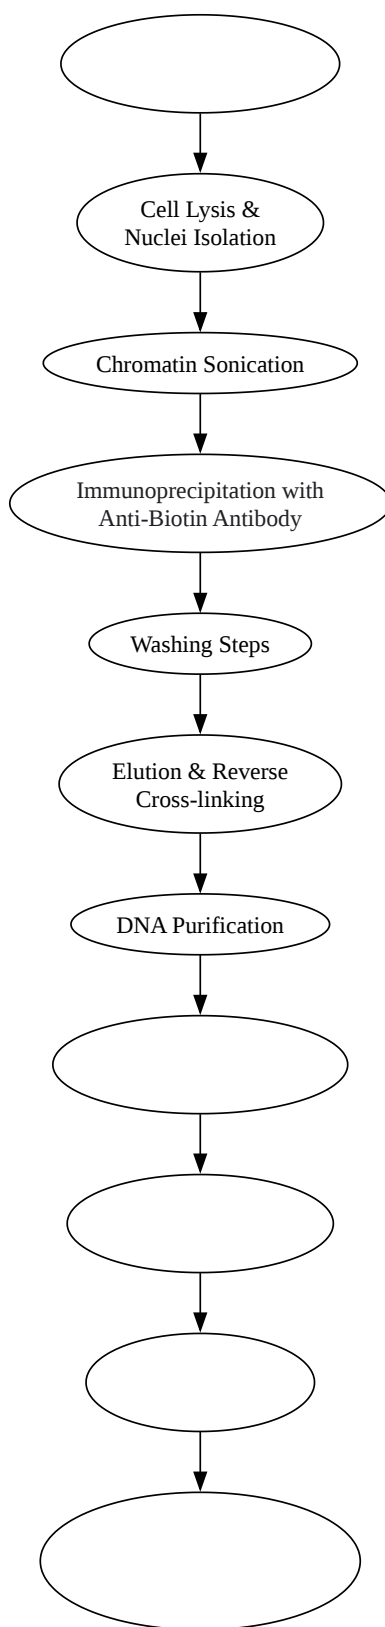 Cell Lysis &
Nuclei Isolation
Chromatin Sonication
Immunoprecipitation with
Anti-Biotin Antibody
Washing Steps
Elution & Reverse
Cross-linking
DNA Purification